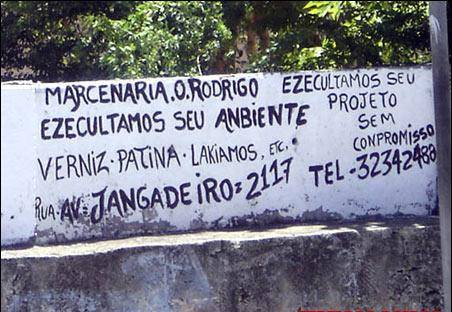 MARCENARIA.O.RODRIGO
EZECULTAMOS SEU ANBIENTE
VERNIZ.PATINA.LAKIAMOS, ETC.
RUA.AV=JANGADEIRO=2117
EZECULTAMOS SEU
PROJETO
SEM
CONPROMISSO
TEL-32342488